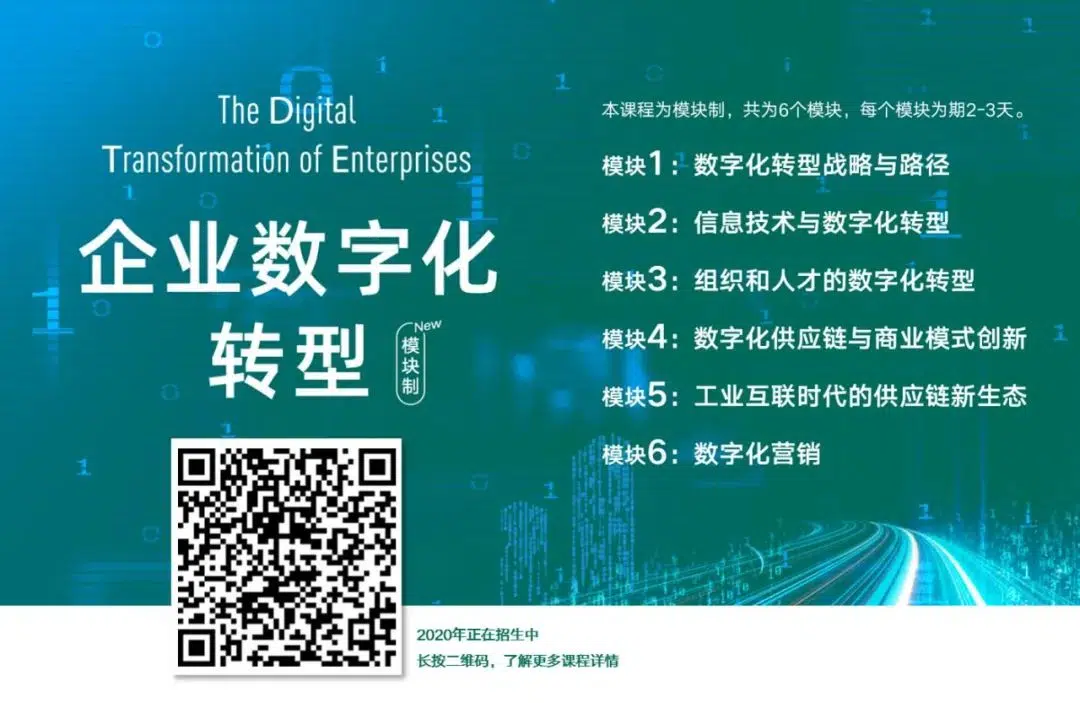 The Digital
Transformation of Enterprises
企业数字化
转型
New
模块制
本课程为模块制，共为6个模块，每个模块为期2-3天。
模块1：数字化转型战略与路径
模块2：信息技术与数字化转型
模块3：组织和人才的数字化转型
模块4：数字化供应链与商业模式创新
模块5：工业互联时代的供应链新生态
模块6：数字化营销
2020年正在招生中
长按二维码，了解更多课程详情